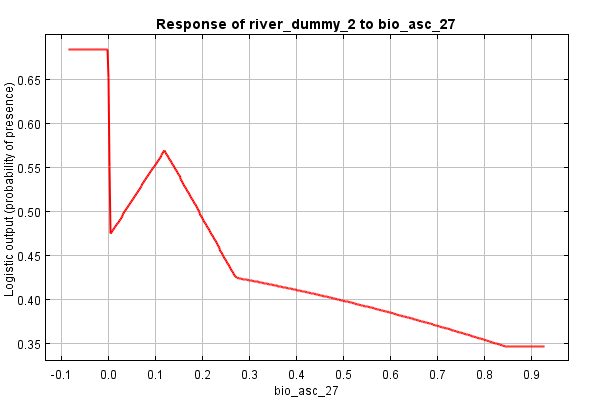 Response of river_dummy_2 to bio_asc_27
Logistic output (probability of presence)
0.65
0.60
0.55
0.50
0.45
0.40
0.35
-0.1 0.0 0.1 0.2 0.3 0.4 0.5 0.6 0.7 0.8 0.9
bio_asc_27